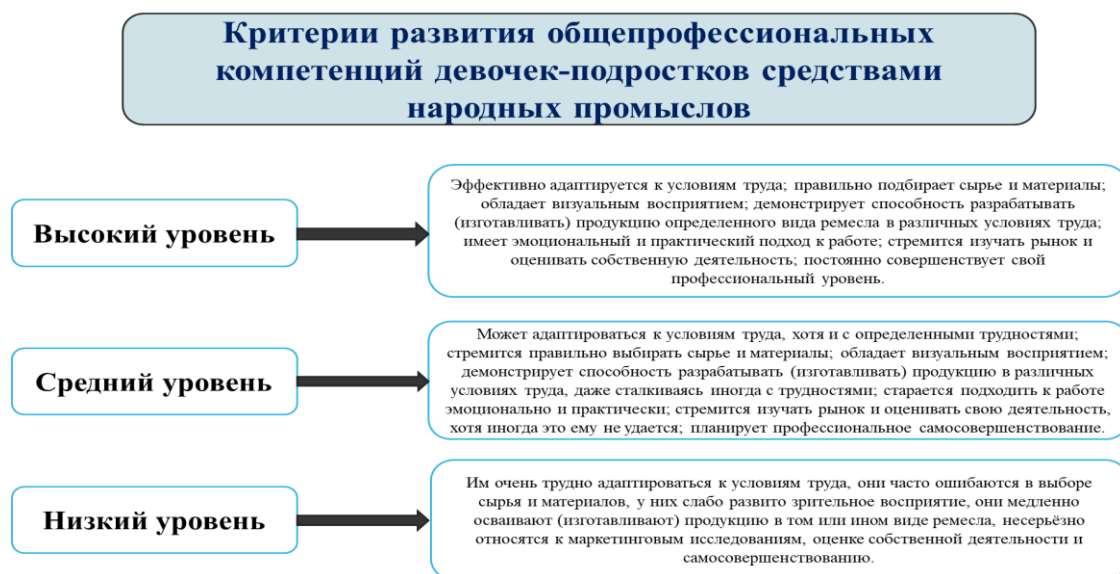 Критерии развития общепрофессиональных
компетенций девочек-подростков средствами
народных промыслов
Высокий уровень
Эффективно адаптируется к условиям труда; правильно подбирает сырье и материалы;
обладает визуальным восприятием; демонстрирует способность разрабатывать
(изготавливать) продукцию определенного вида ремесла в различных условиях труда;
имеет эмоциональный и практический подход к работе; стремится изучать рынок и
оценивать собственную деятельность; постоянно совершенствует свой
профессиональный уровень.
Средний уровень
Может адаптироваться к условиям труда, хотя и с определенными трудностями;
стремится правильно выбирать сырье и материалы; обладает визуальным восприятием;
демонстрирует способность разрабатывать (изготавливать) продукцию в различных
условиях труда, даже сталкиваясь иногда с трудностями; старается подходить к работе
эмоционально и практически; стремится изучать рынок и оценивать свою деятельность,
хотя иногда это ему не удается; планирует профессиональное самосовершенствование.
Низкий уровень
Им очень трудно адаптироваться к условиям труда, они часто ошибаются в выборе
сырья и материалов, у них слабо развито зрительное восприятие, они медленно
осваивают (изготавливают) продукцию в том или ином виде ремесла, несерьёзно
относятся к маркетинговым исследованиям, оценке собственной деятельности и
самосовершенствованию.